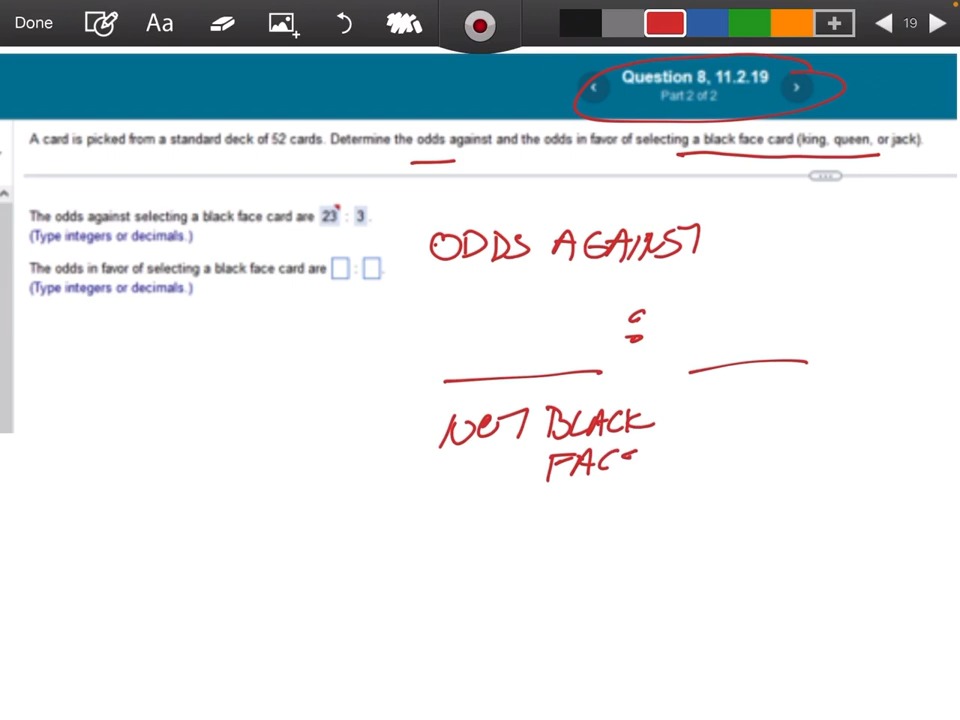 Done Aa 19
Question 8, 11.2.19
Part 2 of 2
A card is picked from a standard deck of 52 cards. Determine the odds against and the odds in favor of selecting a black face card (king, queen, or jack).
The odds against selecting a black face card are 23 : 3.
(Type integers or decimals.)
The odds in favor of selecting a black face card are : .
(Type integers or decimals.)
ODDS AGAINST
:
NOT BLACK
FAC